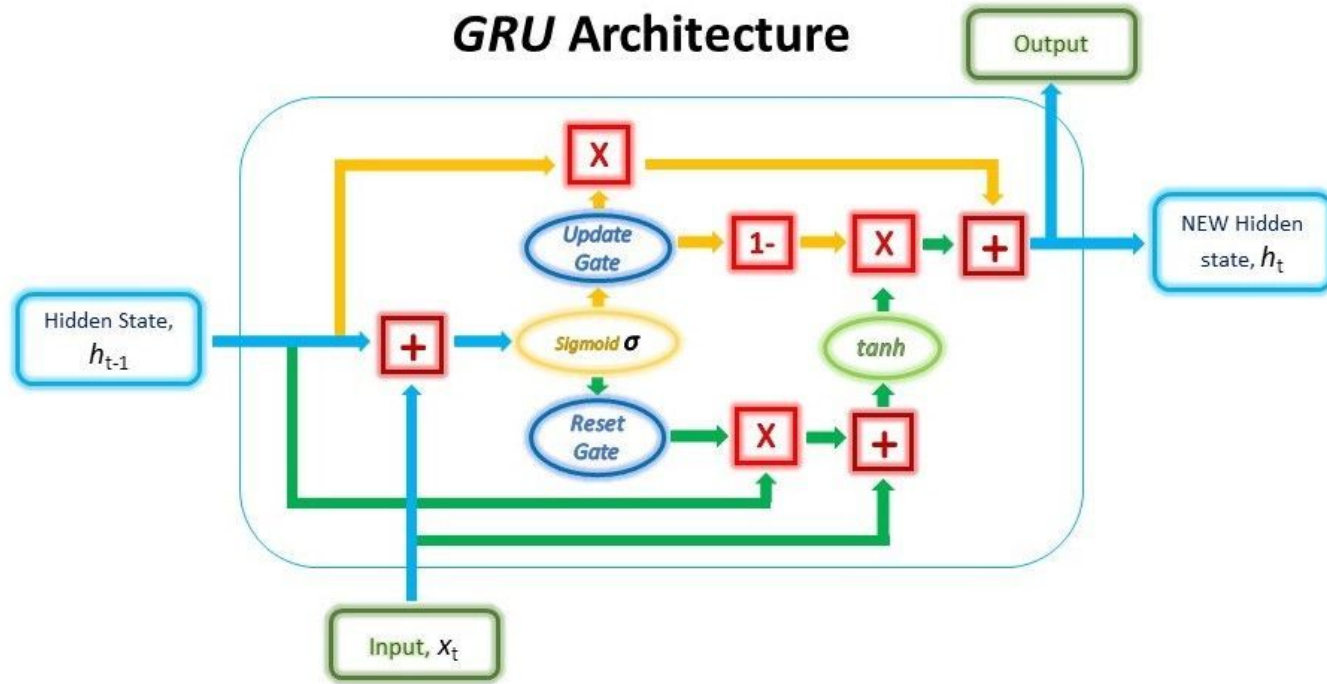 GRU Architecture
Output
X
Update
Gate
1-
X
+
NEW Hidden
state, hₜ
Hidden State,
hₜ₋₁
+
Sigmoid σ
tanh
Reset
Gate
X
+
Input, xₜ